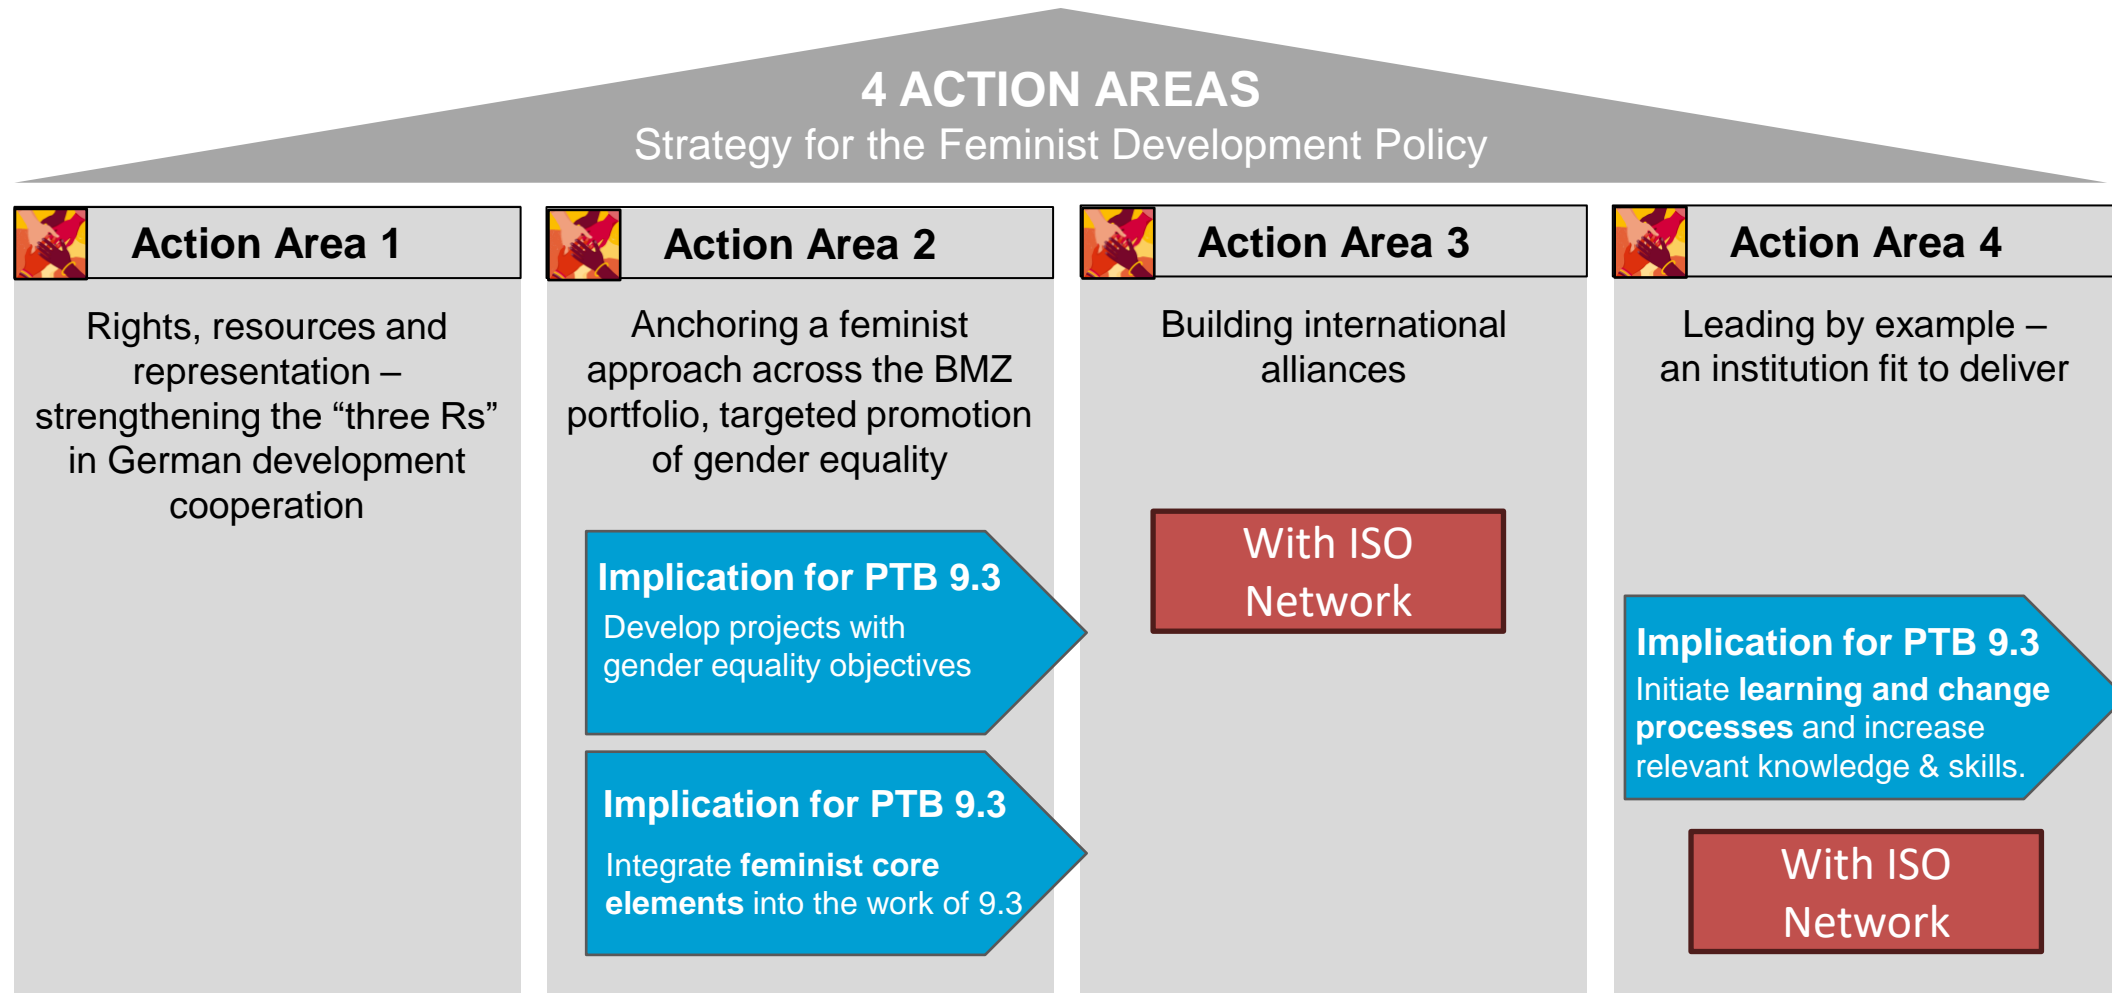 4 ACTION AREAS
Strategy for the Feminist Development Policy
Action Area 1
Rights, resources and
representation –
strengthening the “three Rs”
in German development
cooperation
Action Area 2
Anchoring a feminist
approach across the BMZ
portfolio, targeted promotion
of gender equality
Implication for PTB 9.3
Develop projects with
gender equality objectives
Implication for PTB 9.3
Integrate feminist core
elements into the work of 9.3
Action Area 3
Building international
alliances
With ISO
Network
Action Area 4
Leading by example –
an institution fit to deliver
Implication for PTB 9.3
Initiate learning and change
processes and increase
relevant knowledge & skills.
With ISO
Network